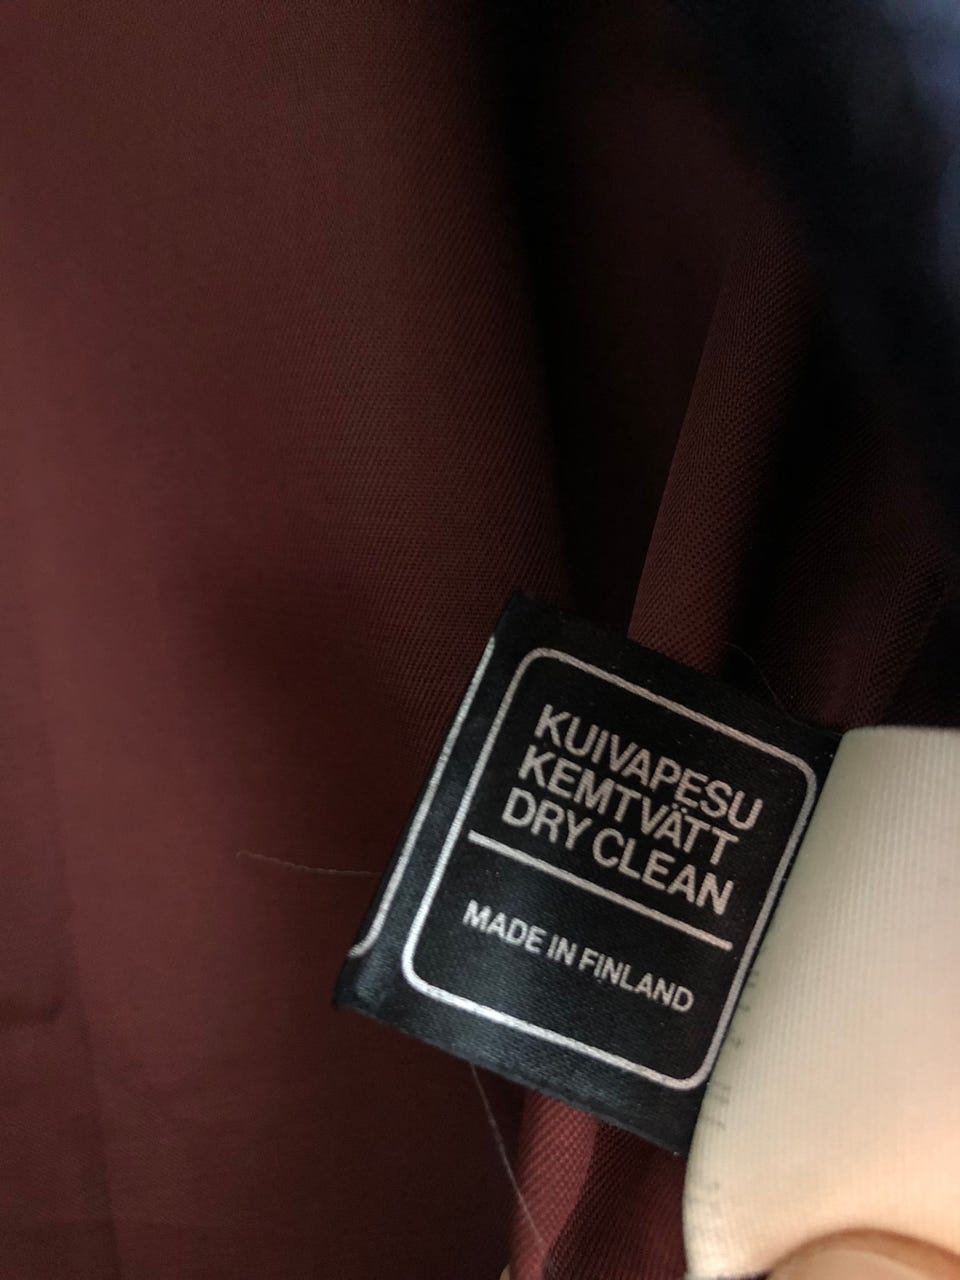 KUIVAPESU
KEMTVÄTT
DRY CLEAN
MADE IN FINLAND